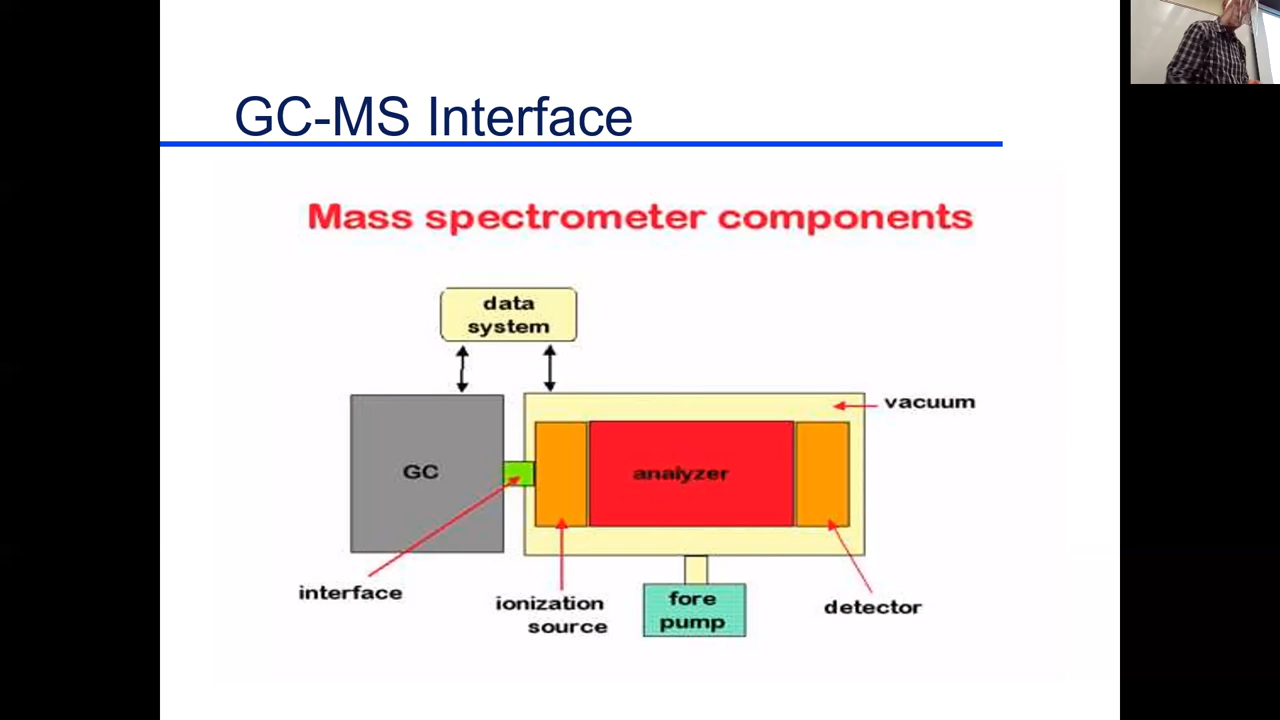 GC-MS Interface
Mass spectrometer components
data
system
vacuum
GC
analyzer
interface
ionization
source
fore
pump
detector